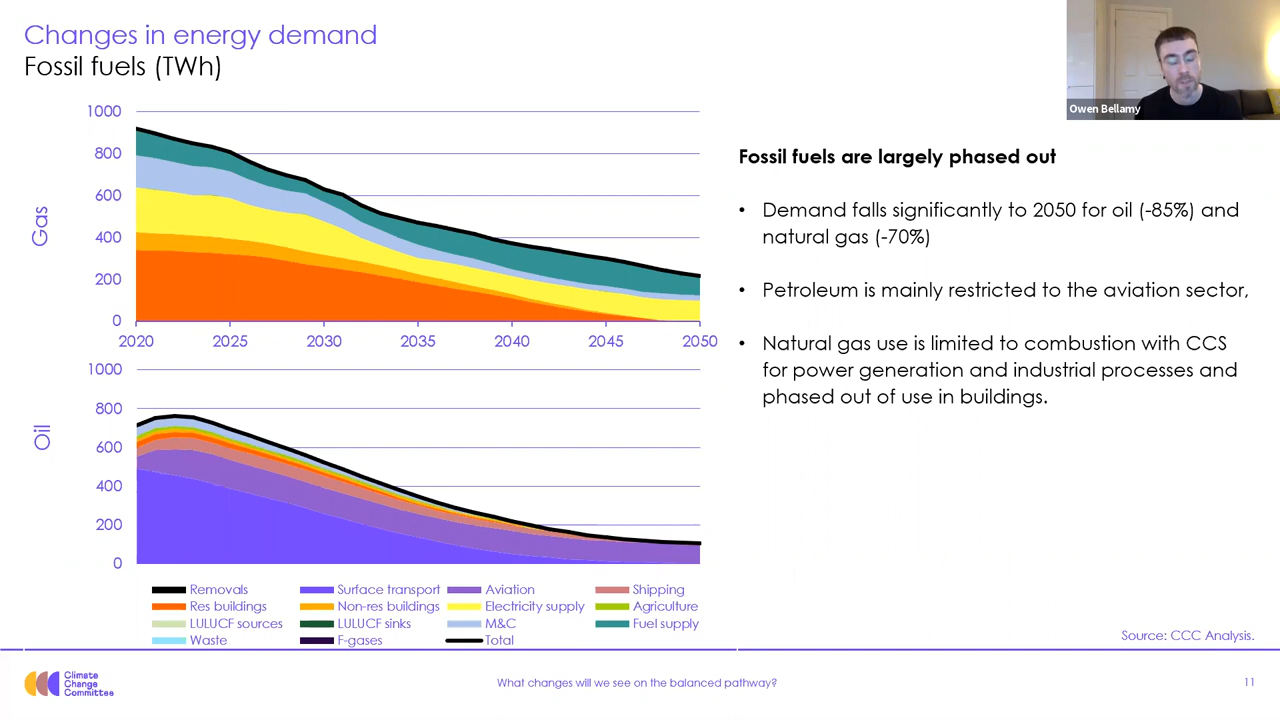 Changes in energy demand
Fossil fuels (TWh)
Owen Bellamy
Gas
1000
800
600
400
200
0
2020 2025 2030 2035 2040 2045 2050
Oil
1000
800
600
400
200
0
Removals Surface transport Aviation Shipping
Res buildings Non-res buildings Electricity supply Agriculture
LULUCF sources LULUCF sinks M&C Fuel supply
Waste F-gases Total
Fossil fuels are largely phased out
• Demand falls significantly to 2050 for oil (-85%) and
natural gas (-70%)
• Petroleum is mainly restricted to the aviation sector,
• Natural gas use is limited to combustion with CCS
for power generation and industrial processes and
phased out of use in buildings.
Source: CCC Analysis.
Climate
Change
Committee
What changes will we see on the balanced pathway?
11